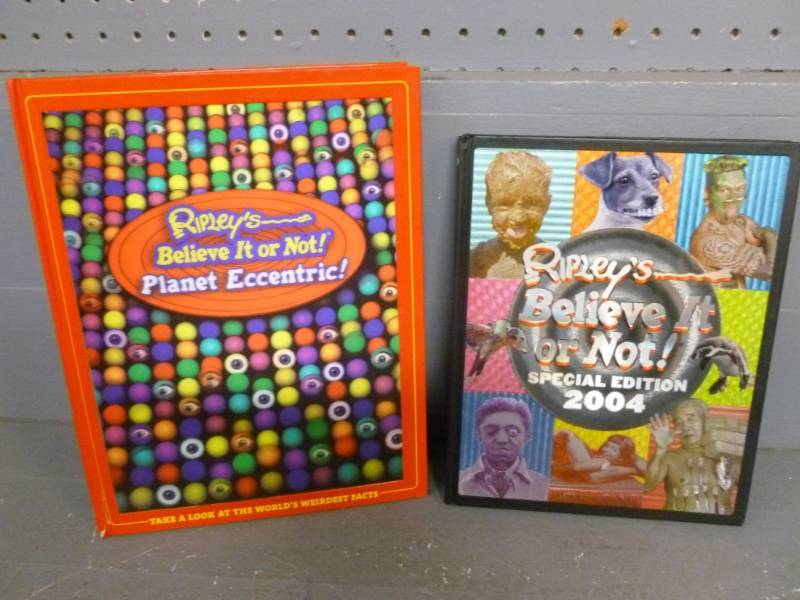 Ripley's
Believe It or Not!
Planet Eccentric!
TAKE A LOOK AT THE WORLD'S WEIRDEST FACTS
Ripley's
Believe It
or Not!
SPECIAL EDITION
2004